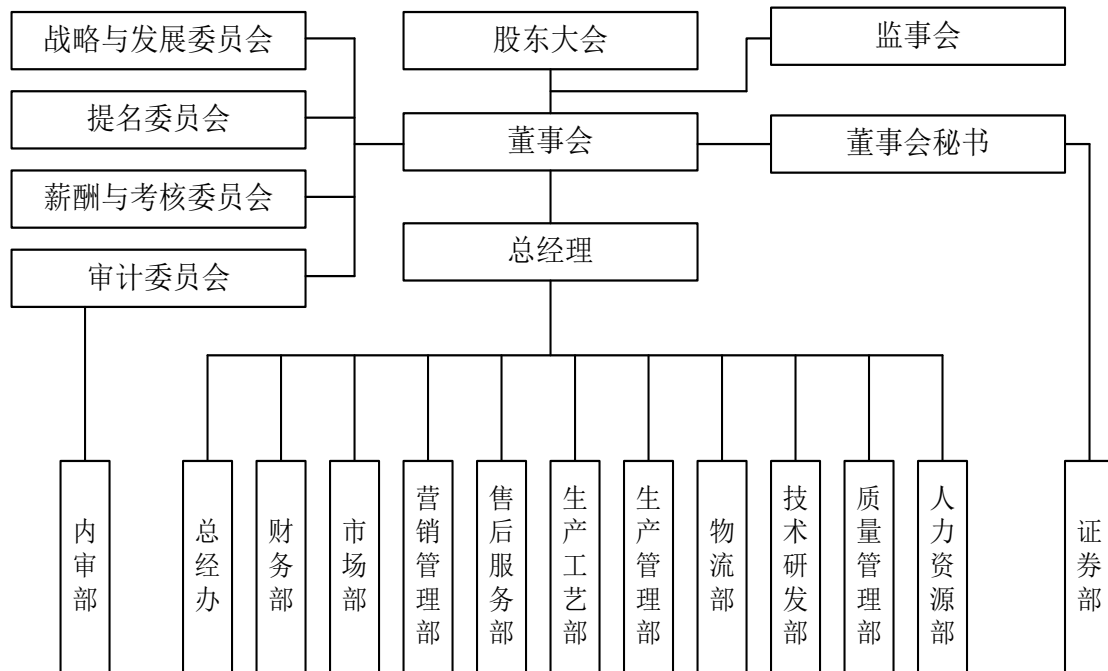 战略与发展委员会
股东大会
监事会
提名委员会
董事会
董事会秘书
薪酬与考核委员会
总经理
审计委员会
内审部
总经办
财务部
市场部
营销管理部
售后服务部
生产工艺部
生产管理部
物流部
技术研发部
质量管理部
人力资源部
证券部